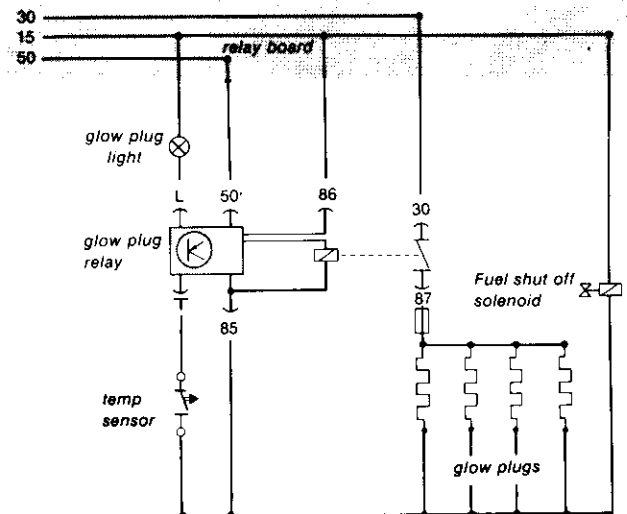 30
15
50
relay board
glow plug
light
L
50'
86
30
glow plug
relay
T
85
87
Fuel shut off
solenoid
temp
sensor
glow plugs